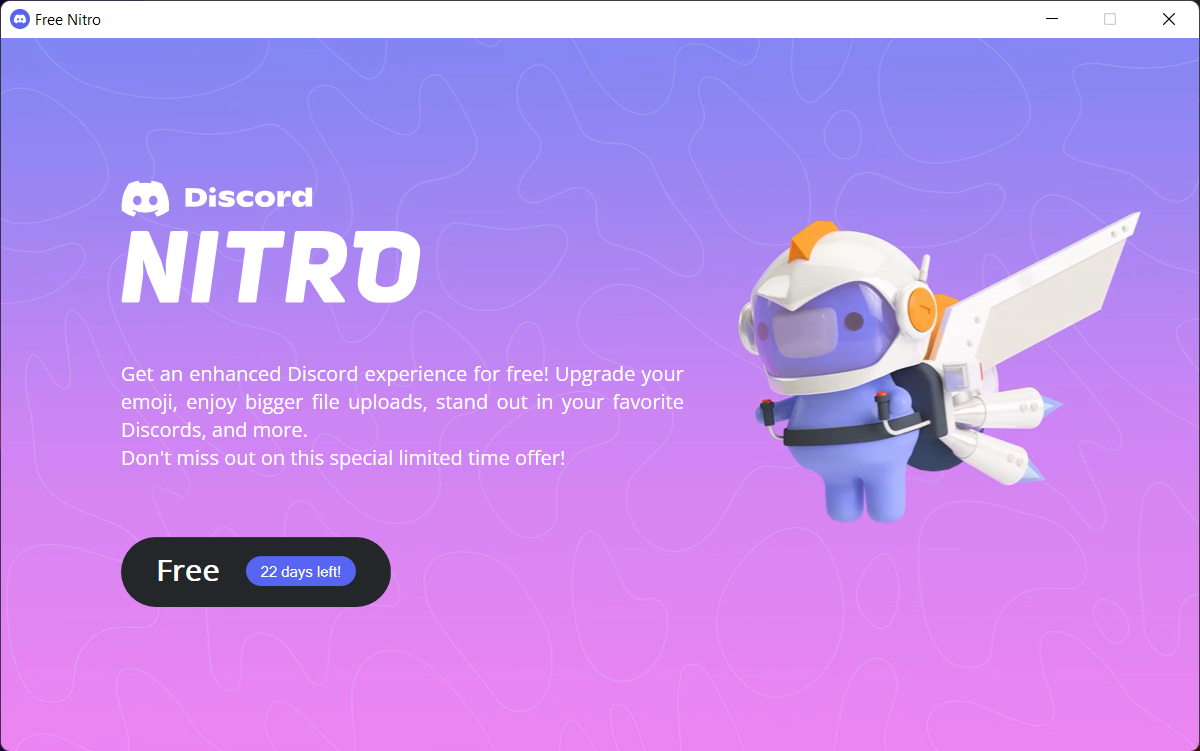 Free Nitro
Discord
NITRO
Get an enhanced Discord experience for free! Upgrade your
emoji, enjoy bigger file uploads, stand out in your favorite
Discords, and more.
Don't miss out on this special limited time offer!
Free 22 days left!